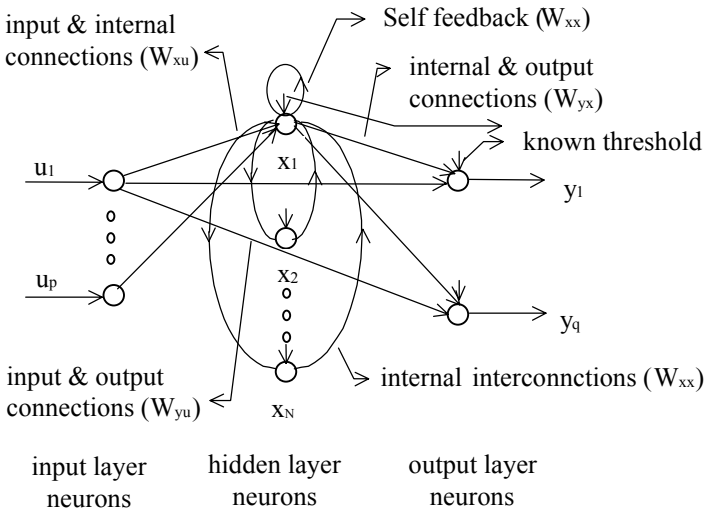 input & internal
connections (Wxu)
Self feedback (Wxx)
internal & output
connections (Wyx)
known threshold
u1
x1
y1
up
x2
yq
input & output
connections (Wyu)
xN
internal interconnctions (Wxx)
input layer
neurons
hidden layer
neurons
output layer
neurons